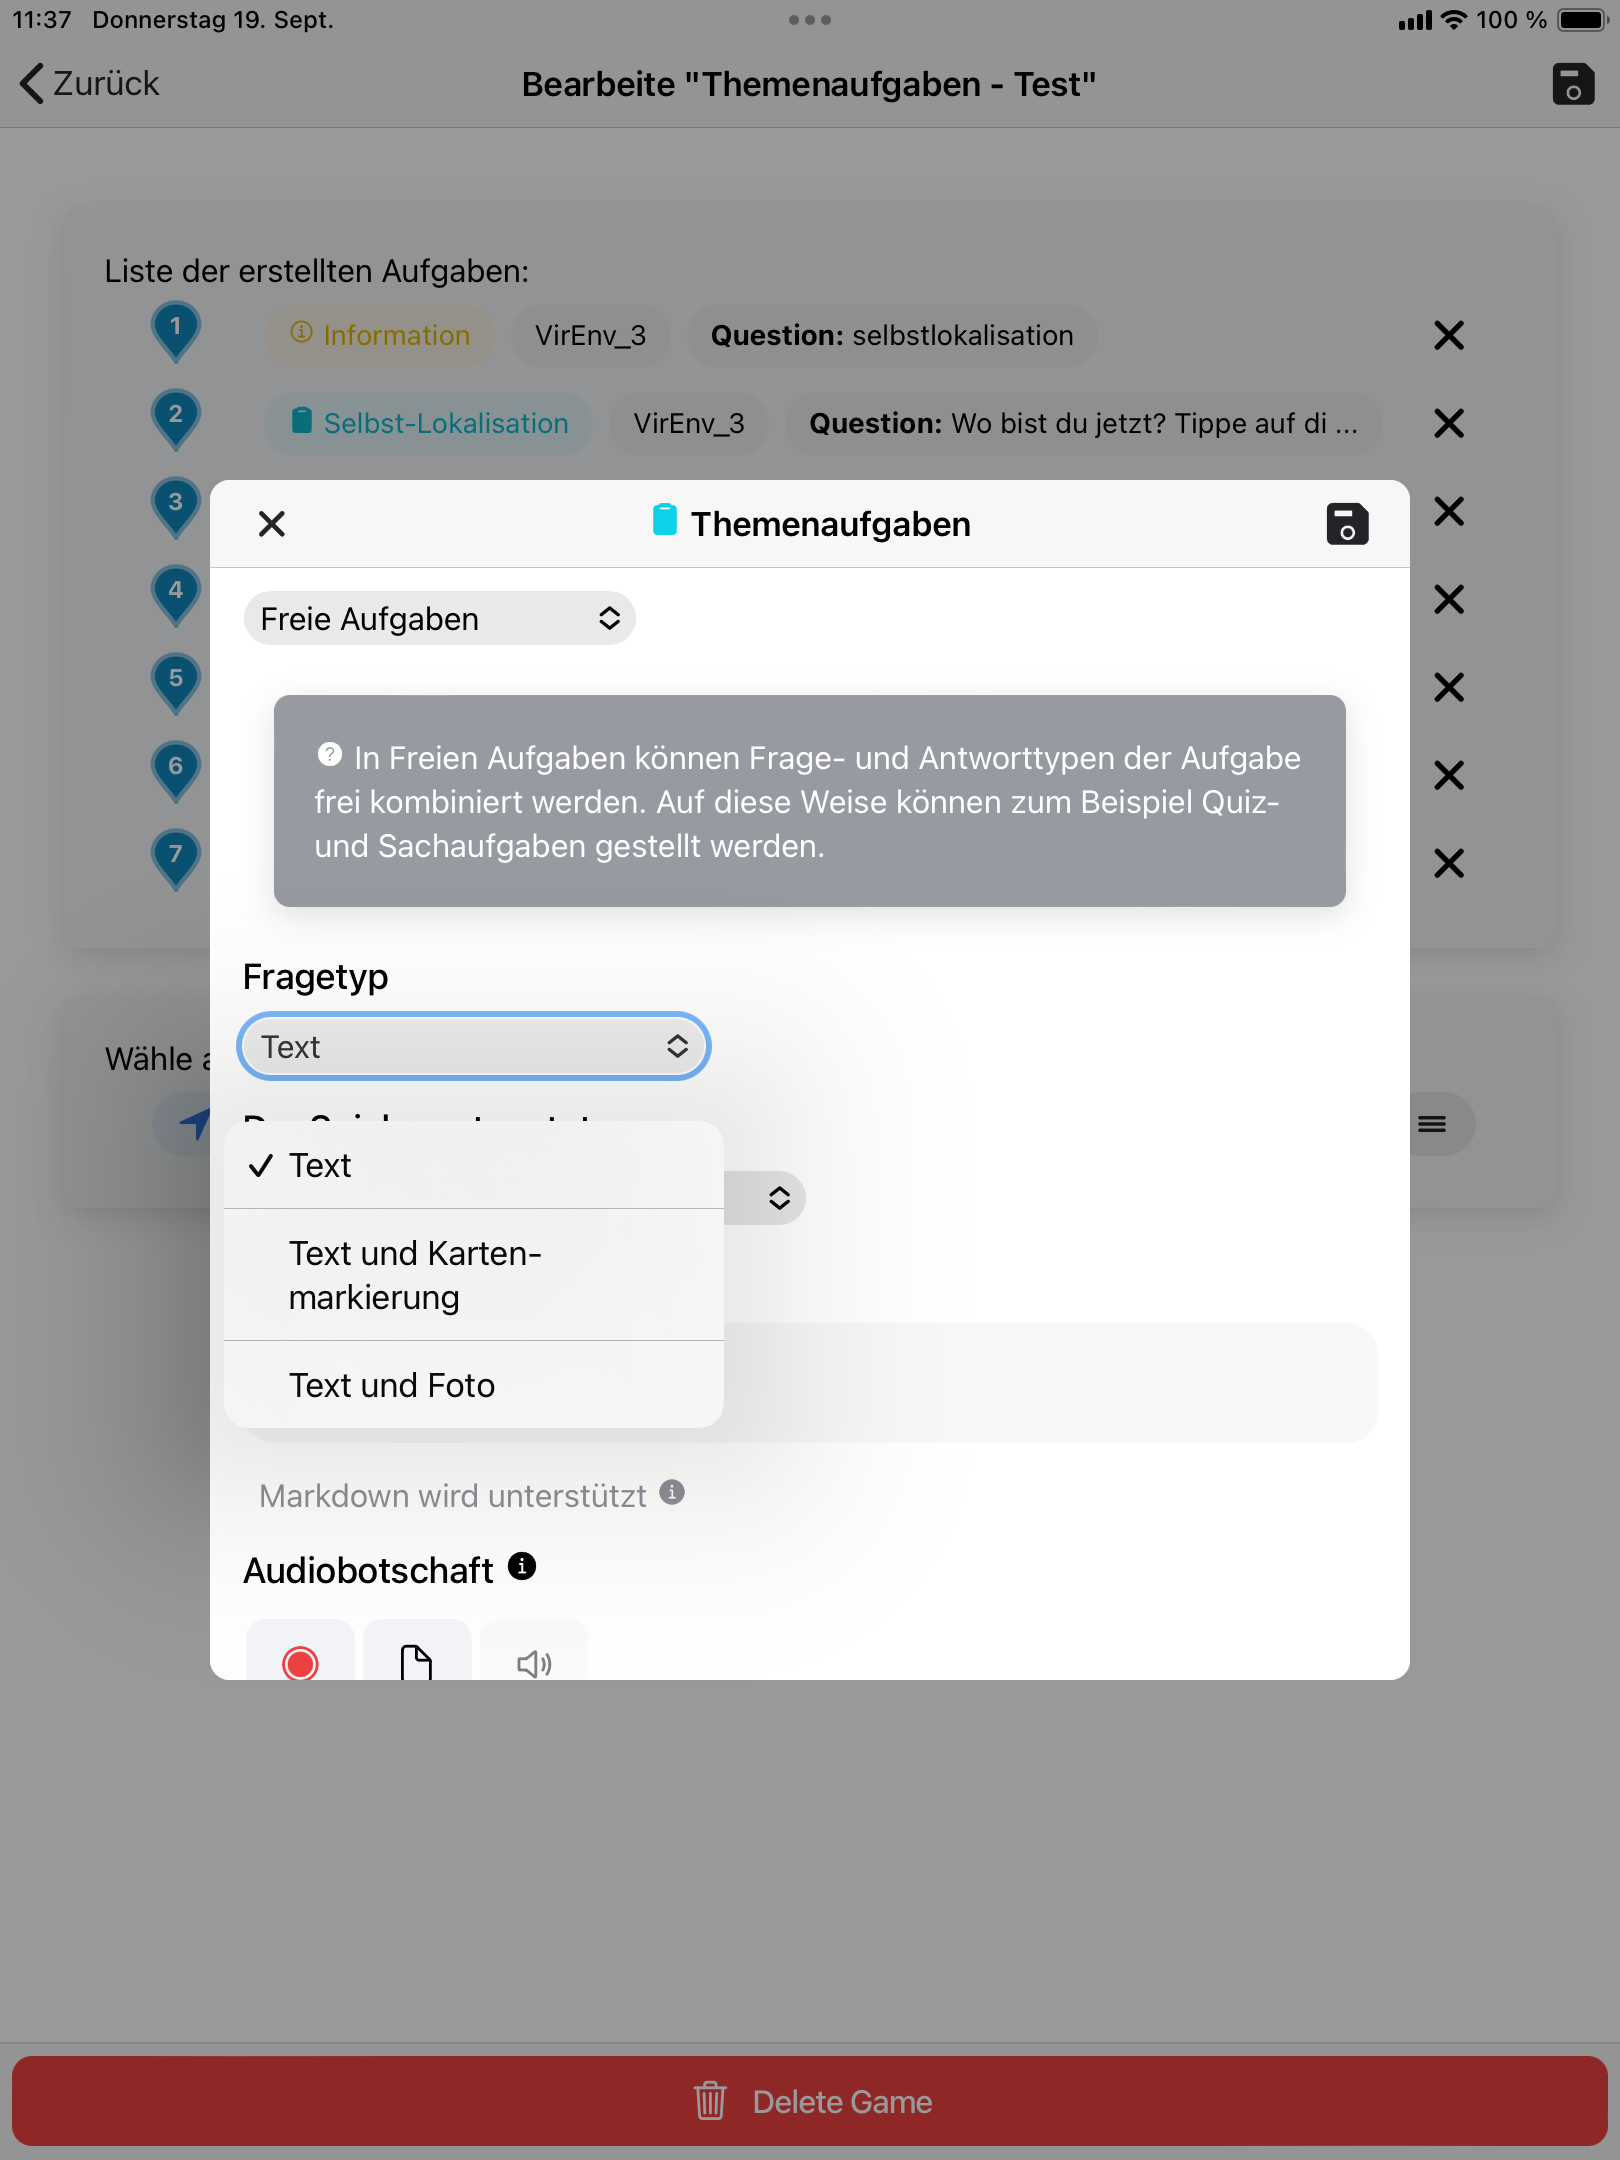 11:37 Donnerstag 19. Sept. 100 %
Zurück
Bearbeite "Themenaufgaben - Test"
Liste der erstellten Aufgaben:
1 Information VirEnv_3 Question: selbstlokalisation
2 Selbst-Lokalisation VirEnv_3 Question: Wo bist du jetzt? Tippe auf di ...
3
4
5
6
7
Themenaufgaben
Freie Aufgaben
In Freien Aufgaben können Frage- und Antworttypen der Aufgabe
frei kombiniert werden. Auf diese Weise können zum Beispiel Quiz-
und Sachaufgaben gestellt werden.
Fragetyp
Text
Wähle
Text
Text und Karten-
markierung
Text und Foto
Markdown wird unterstützt
Audiobotschaft
Delete Game